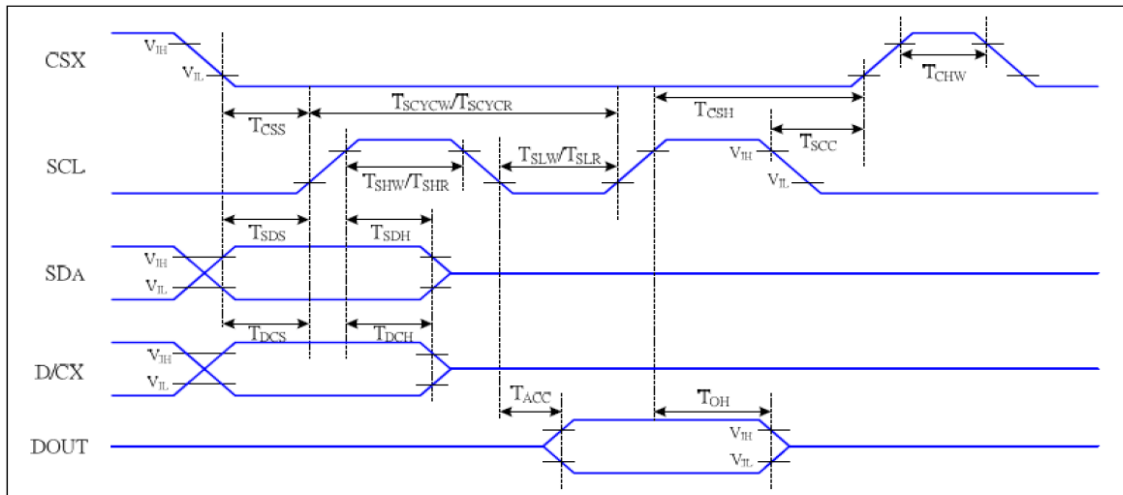 CSX
VIH
VIL
TCHW
TSCYCW/TSCYCR
TCSH
TCSS
TSCC
SCL
TSLW/TSLR
VIH
TSHW/TSHR
VIL
TSDS
TSDH
SDA
VIH
VIL
TDCS
TDCH
D/CX
VIH
VIL
TACC
TOH
DOUT
VIH
VIL